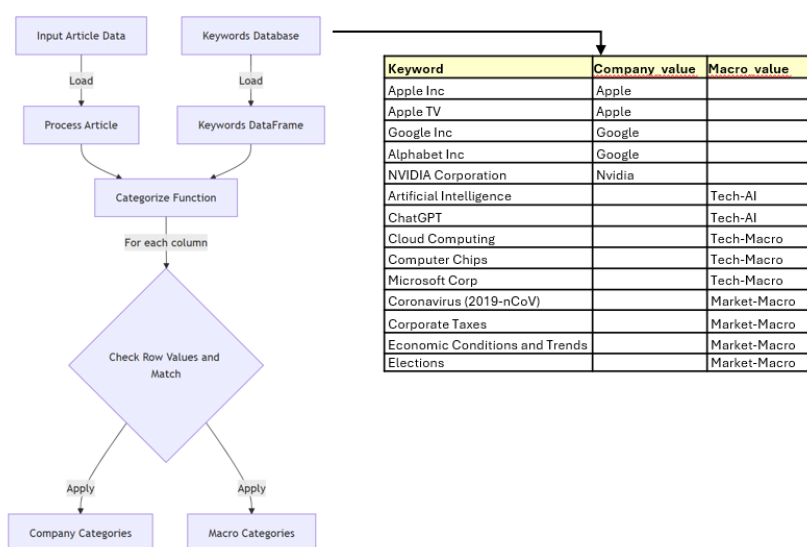 Input Article Data
Keywords Database
Load
Load
Process Article
Keywords DataFrame
Categorize Function
For each column
Check Row Values and
Match
Apply
Apply
Company Categories
Macro Categories
Keyword Company_value Macro_value
Apple Inc Apple
Apple TV Apple
Google Inc Google
Alphabet Inc Google
NVIDIA Corporation Nvidia
Artificial Intelligence Tech-AI
ChatGPT Tech-AI
Cloud Computing Tech-Macro
Computer Chips Tech-Macro
Microsoft Corp Tech-Macro
Coronavirus (2019-nCoV) Market-Macro
Corporate Taxes Market-Macro
Economic Conditions and Trends Market-Macro
Elections Market-Macro